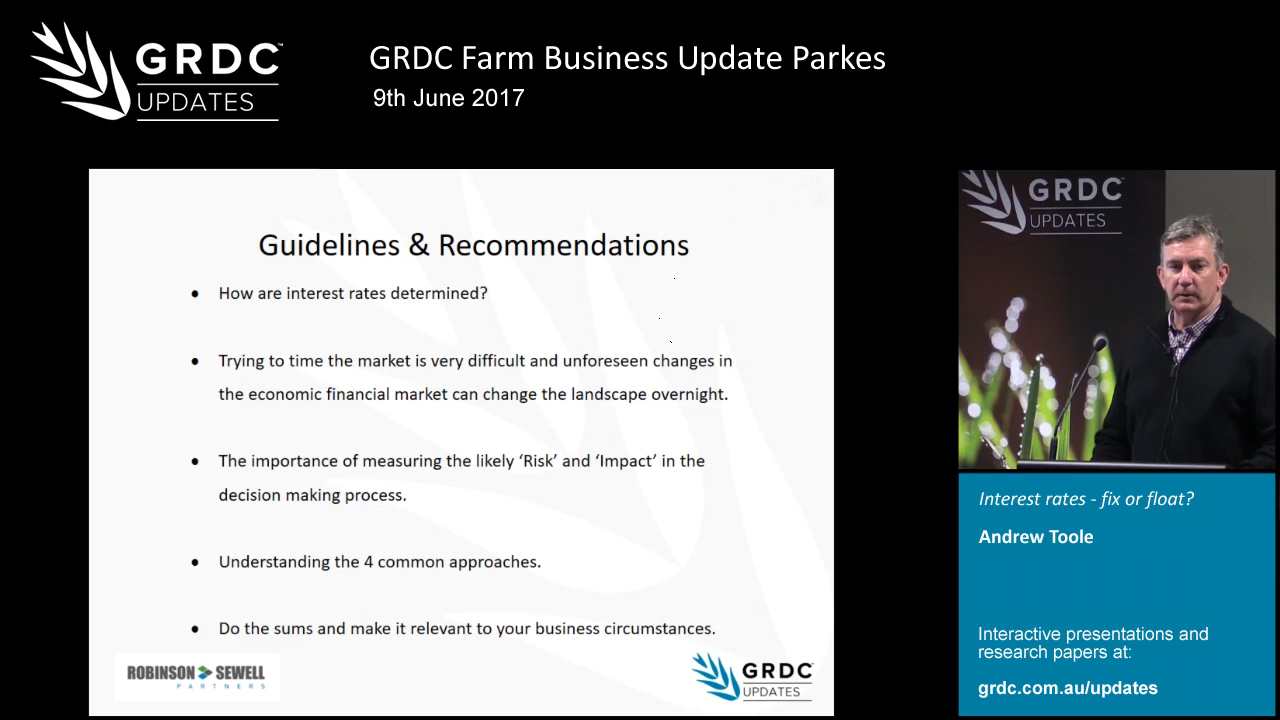 GRDC™
UPDATES
GRDC Farm Business Update Parkes
9th June 2017
Guidelines & Recommendations
• How are interest rates determined?
• Trying to time the market is very difficult and unforeseen changes in
the economic financial market can change the landscape overnight.
• The importance of measuring the likely ‘Risk’ and ‘Impact’ in the
decision making process.
• Understanding the 4 common approaches.
• Do the sums and make it relevant to your business circumstances.
ROBINSON SEWELL
PARTNERS
GRDC™
UPDATES
GRDC™
UPDATES
Interest rates - fix or float?
Andrew Toole
Interactive presentations and
research papers at:
grdc.com.au/updates